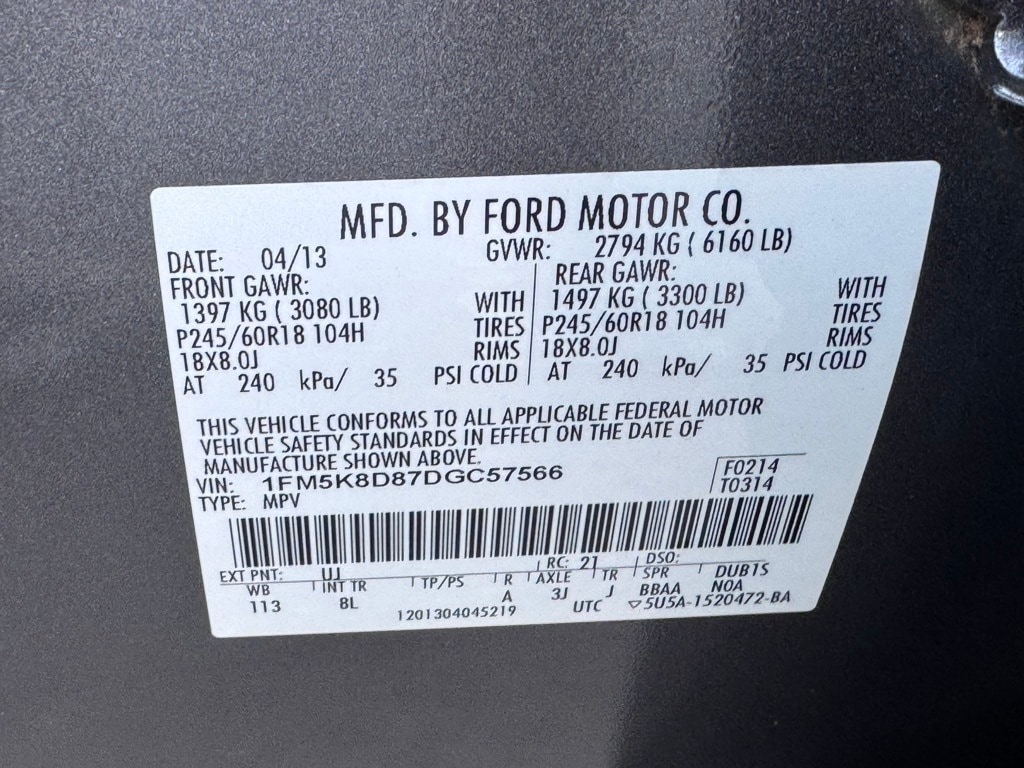 MFD. BY FORD MOTOR CO.
DATE: 04/13 GVWR: 2794 KG ( 6160 LB)
FRONT GAWR:
1397 KG ( 3080 LB) WITH
P245/60R18 104H TIRES
18X8.0J RIMS
AT 240 kPa/ 35 PSI COLD
REAR GAWR:
1497 KG ( 3300 LB) WITH
P245/60R18 104H TIRES
18X8.0J RIMS
AT 240 kPa/ 35 PSI COLD
THIS VEHICLE CONFORMS TO ALL APPLICABLE FEDERAL MOTOR
VEHICLE SAFETY STANDARDS IN EFFECT ON THE DATE OF
MANUFACTURE SHOWN ABOVE.
VIN: 1FM5K8D87DGC57566
TYPE: MPV
F0214
T0314
EXT PNT: UJ RC: 21 DSO:
WB INT TR TP/PS R AXLE TR SPR DUB1S
113 8L A 3J J BBAA NOA
1201304045219 UTC ▽5U5A-1520472-BA